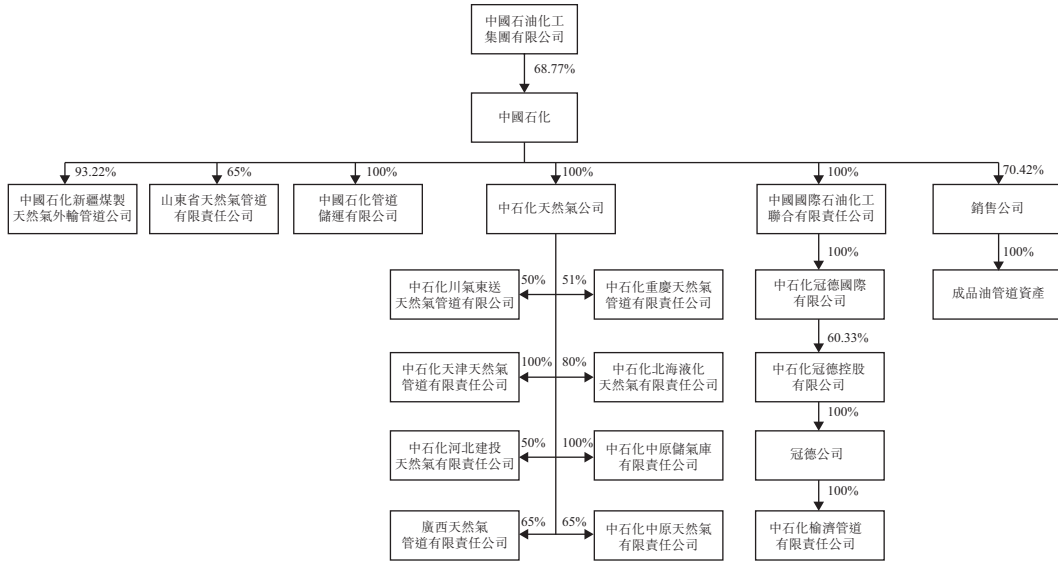 中國石油化工
集團有限公司
68.77%
中國石化
93.22%
65%
100%
100%
100%
70.42%
中國石化新疆煤製
天然氣外輸管道公司
山東省天然氣管道
有限責任公司
中國石化管道
儲運有限公司
中石化天然氣公司
中國國際石油化工
聯合有限責任公司
銷售公司
100%
100%
中石化川氣東送
天然氣管道有限公司
50%
51%
中石化重慶天然氣
管道有限責任公司
中石化冠德國際
有限公司
成品油管道資產
60.33%
中石化天津天然氣
管道有限責任公司
100%
80%
中石化北海液化
天然氣有限責任公司
中石化冠德控股
有限公司
100%
中石化河北建投
天然氣有限責任公司
50%
100%
中石化中原儲氣庫
有限責任公司
冠德公司
100%
廣西天然氣
管道有限責任公司
65%
65%
中石化中原天然氣
有限責任公司
中石化榆濟管道
有限責任公司